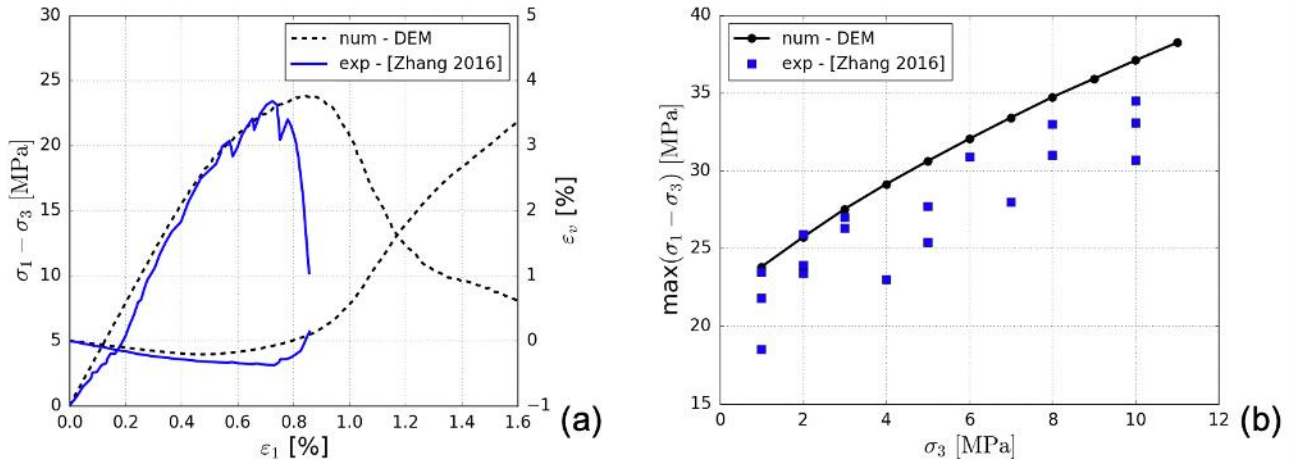 30
25
20
15
10
5
0
σ₁ − σ₃ [MPa]
num - DEM
exp - [Zhang 2016]
5
4
3
2
1
0
−1
εᵥ [%]
0.0 0.2 0.4 0.6 0.8 1.0 1.2 1.4 1.6
ε₁ [%]
(a)
40
35
30
25
20
15
max(σ₁ − σ₃) [MPa]
num - DEM
exp - [Zhang 2016]
0 2 4 6 8 10 12
σ₃ [MPa]
(b)